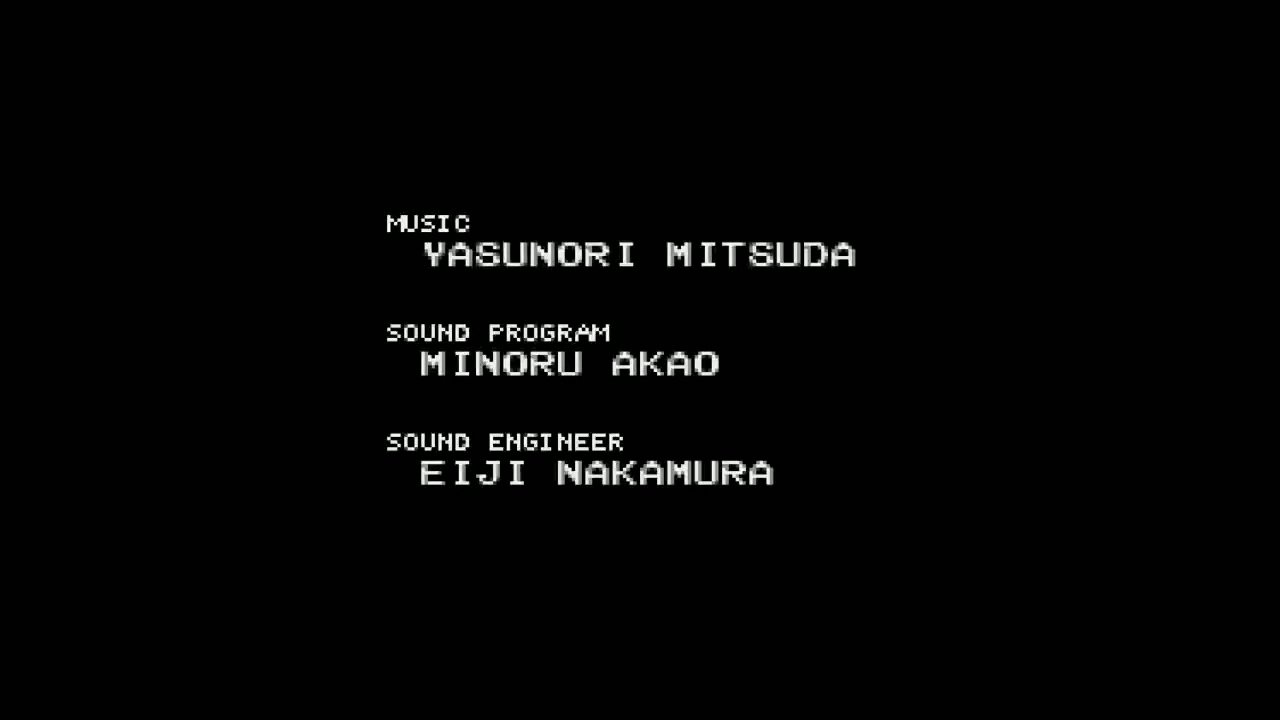 MUSIC
YASUNORI MITSUDA
SOUND PROGRAM
MINORU AKAO
SOUND ENGINEER
EIJI NAKAMURA